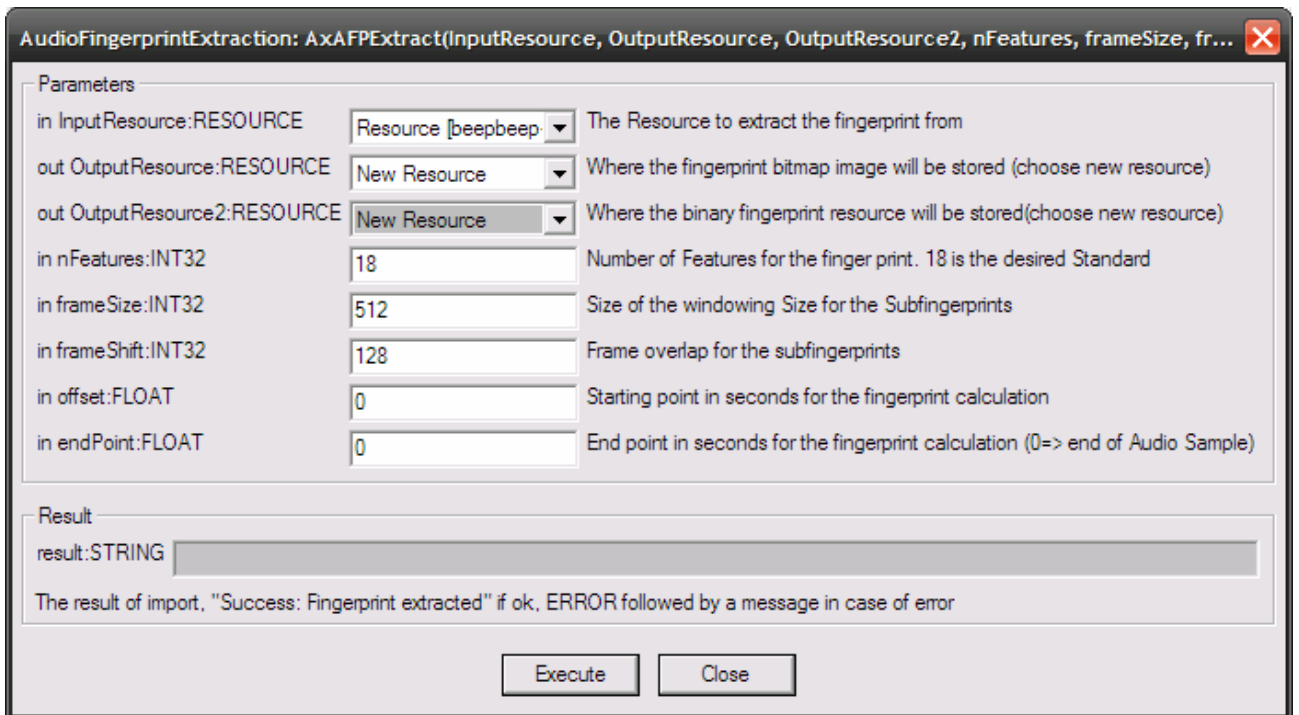 AudioFingerprintExtraction: AxAFPExtract(InputResource, OutputResource, OutputResource2, nFeatures, frameSize, fr...
Parameters
in InputResource:RESOURCE Resource [beepbeep- The Resource to extract the fingerprint from
out OutputResource:RESOURCE New Resource Where the fingerprint bitmap image will be stored (choose new resource)
out OutputResource2:RESOURCE New Resource Where the binary fingerprint resource will be stored(choose new resource)
in nFeatures:INT32 18 Number of Features for the finger print. 18 is the desired Standard
in frameSize:INT32 512 Size of the windowing Size for the Subfingerprints
in frameShift:INT32 128 Frame overlap for the subfingerprints
in offset:FLOAT 0 Starting point in seconds for the fingerprint calculation
in endPoint:FLOAT 0 End point in seconds for the fingerprint calculation (0=> end of Audio Sample)
Result
result:STRING
The result of import, "Success: Fingerprint extracted" if ok, ERROR followed by a message in case of error
Execute Close